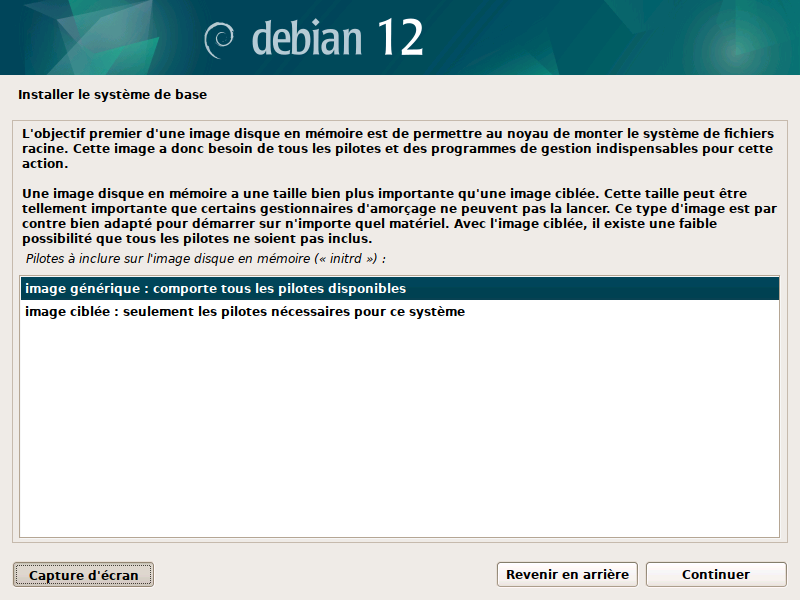 debian 12
Installer le système de base
L'objectif premier d'une image disque en mémoire est de permettre au noyau de monter le système de fichiers
racine. Cette image a donc besoin de tous les pilotes et des programmes de gestion indispensables pour cette
action.
Une image disque en mémoire a une taille bien plus importante qu'une image ciblée. Cette taille peut être
tellement importante que certains gestionnaires d'amorçage ne peuvent pas la lancer. Ce type d'image est par
contre bien adapté pour démarrer sur n'importe quel matériel. Avec l'image ciblée, il existe une faible
possibilité que tous les pilotes ne soient pas inclus.
Pilotes à inclure sur l'image disque en mémoire (« initrd ») :
image générique : comporte tous les pilotes disponibles
image ciblée : seulement les pilotes nécessaires pour ce système
Capture d'écran
Revenir en arrière
Continuer